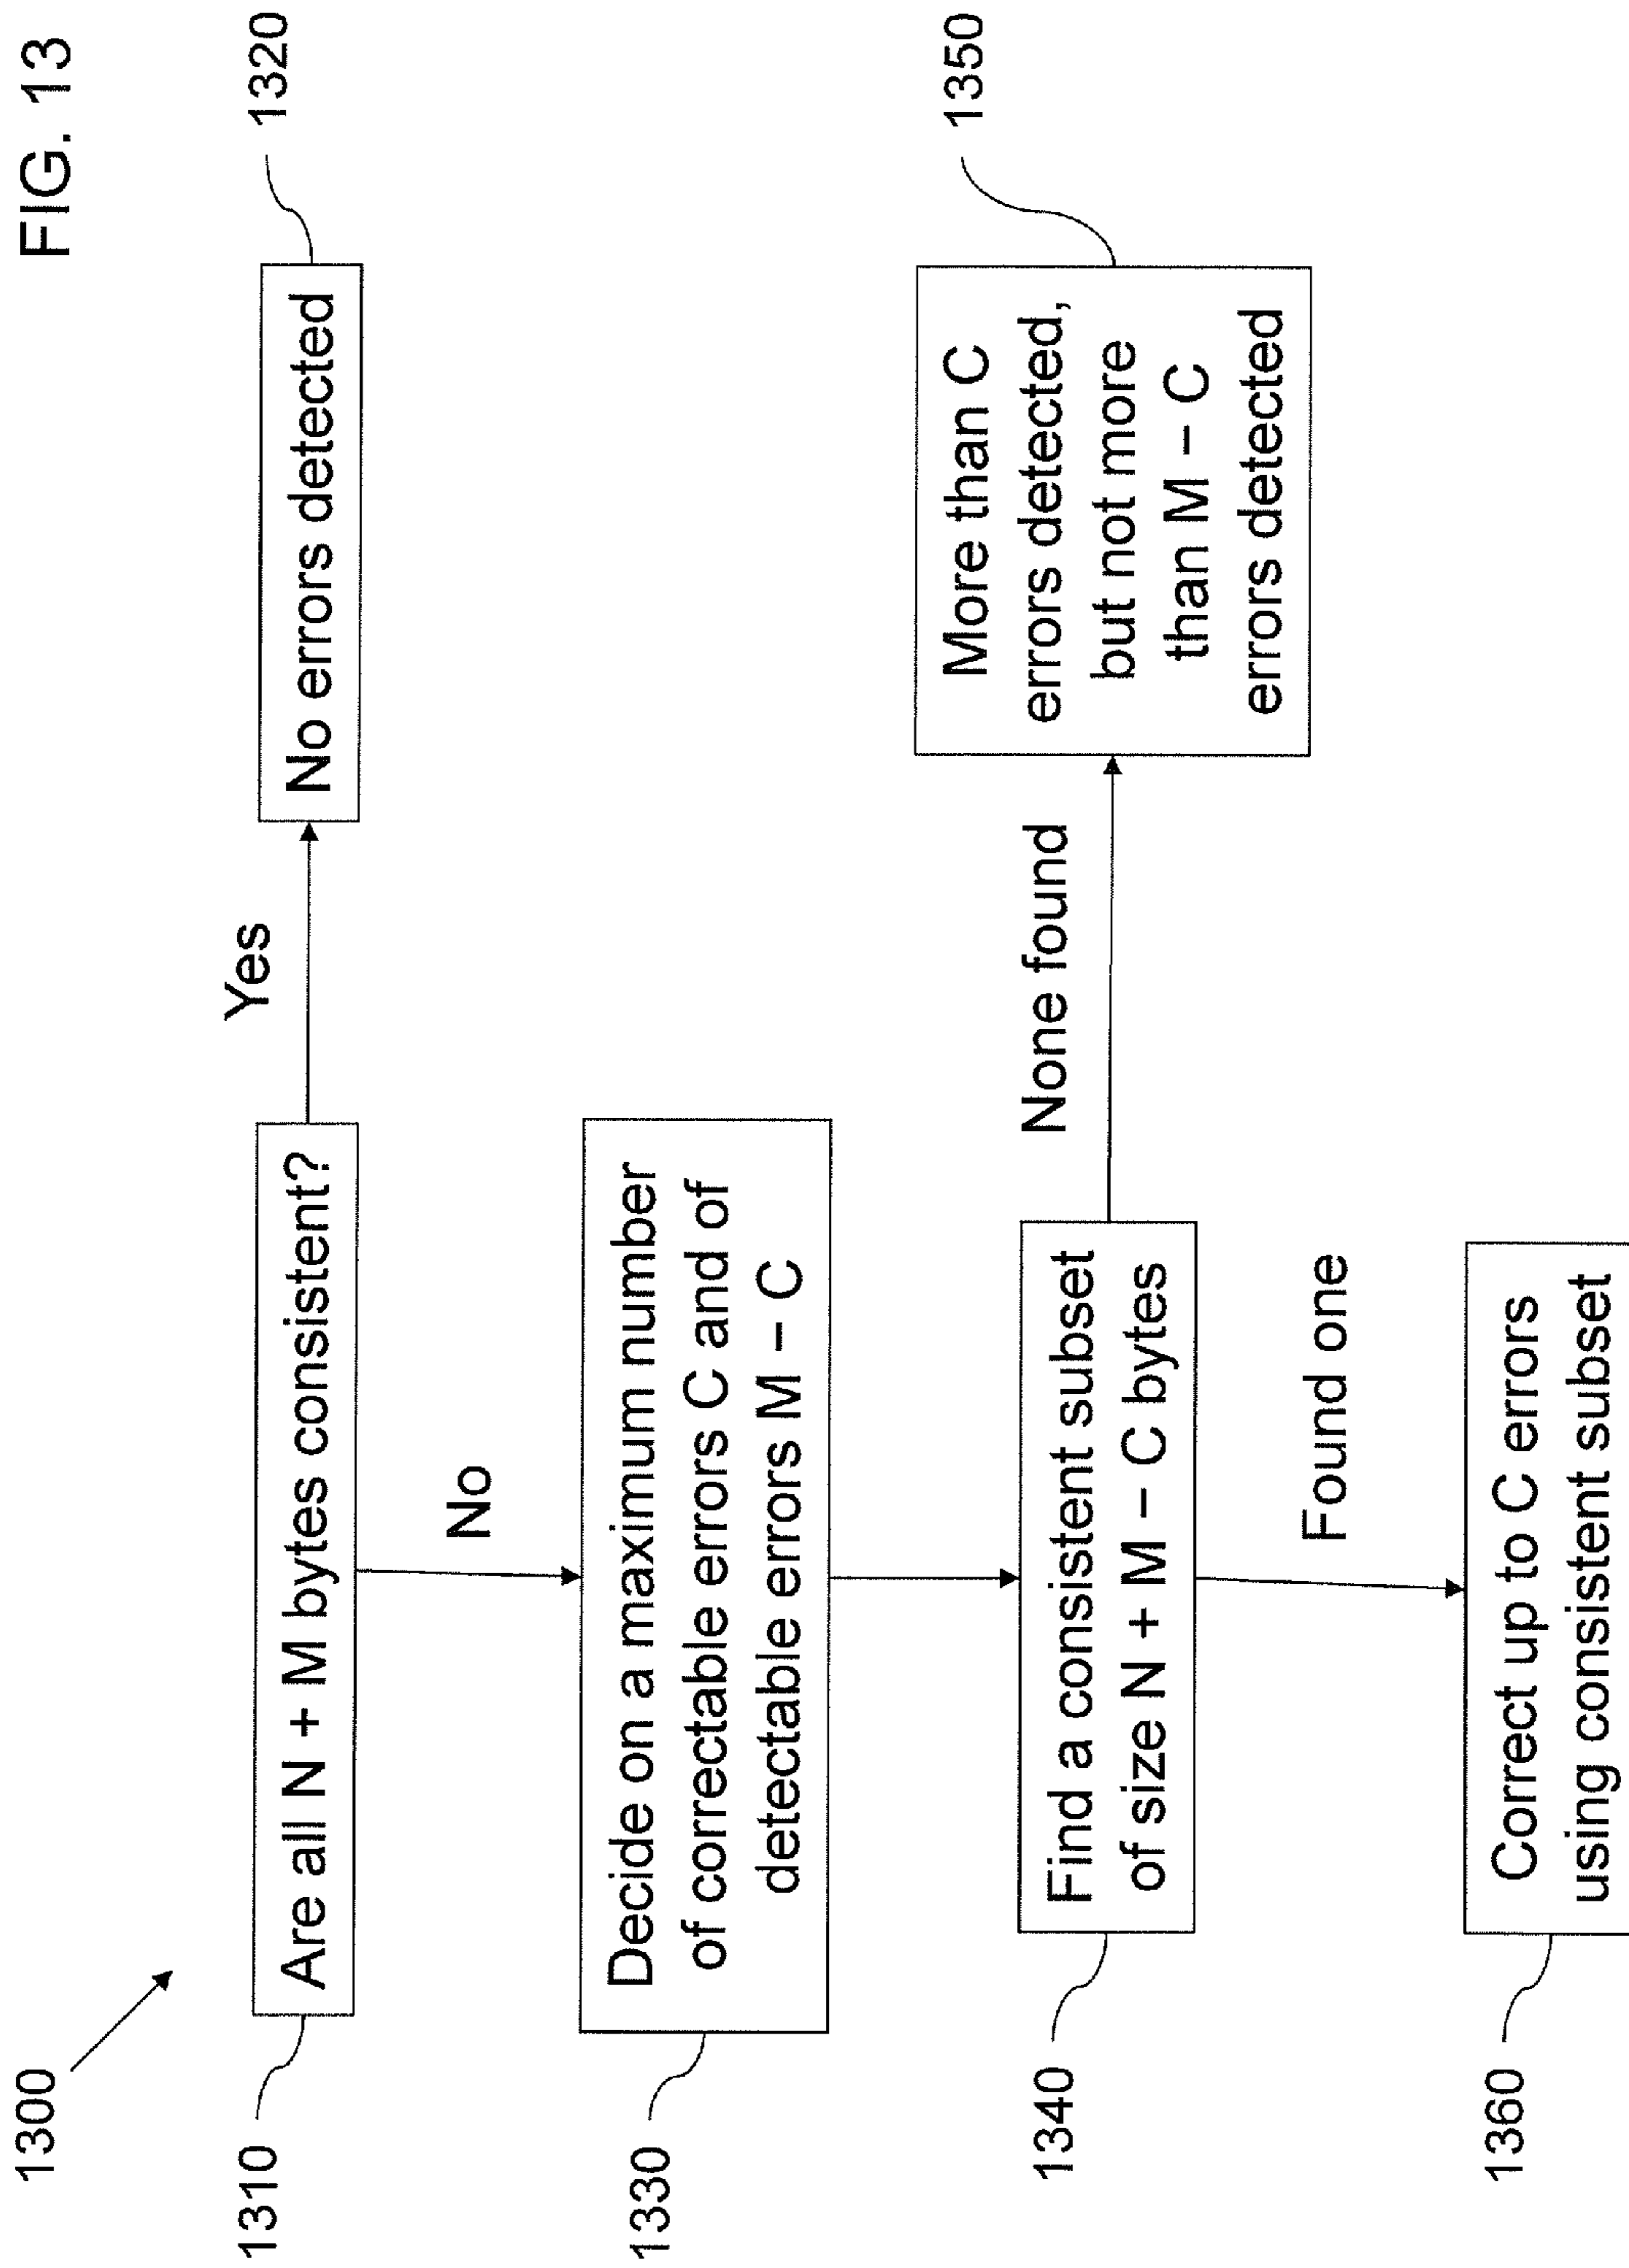 FIG. 13
1300
1310
Are all N + M bytes consistent?
Yes
No errors detected
1320
No
1330
Decide on a maximum number
of correctable errors C and of
detectable errors M – C
1340
Find a consistent subset
of size N + M – C bytes
None found
More than C
errors detected,
but not more
than M – C
errors detected
1350
Found one
1360
Correct up to C errors
using consistent subset